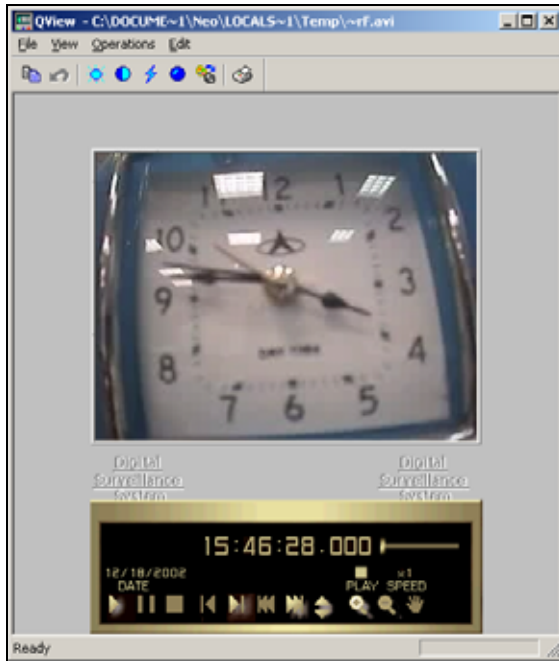 QView - C:\DOCUME~1\Neo\LOCALS~1\Temp\~rf.avi
File View Operations Edit
12 1
10 2
9 3
8 4
7 6 5
Digital Surveillance System
Digital Surveillance System
15:46:28.000
12/18/2002
DATE
x1
PLAY SPEED
Ready